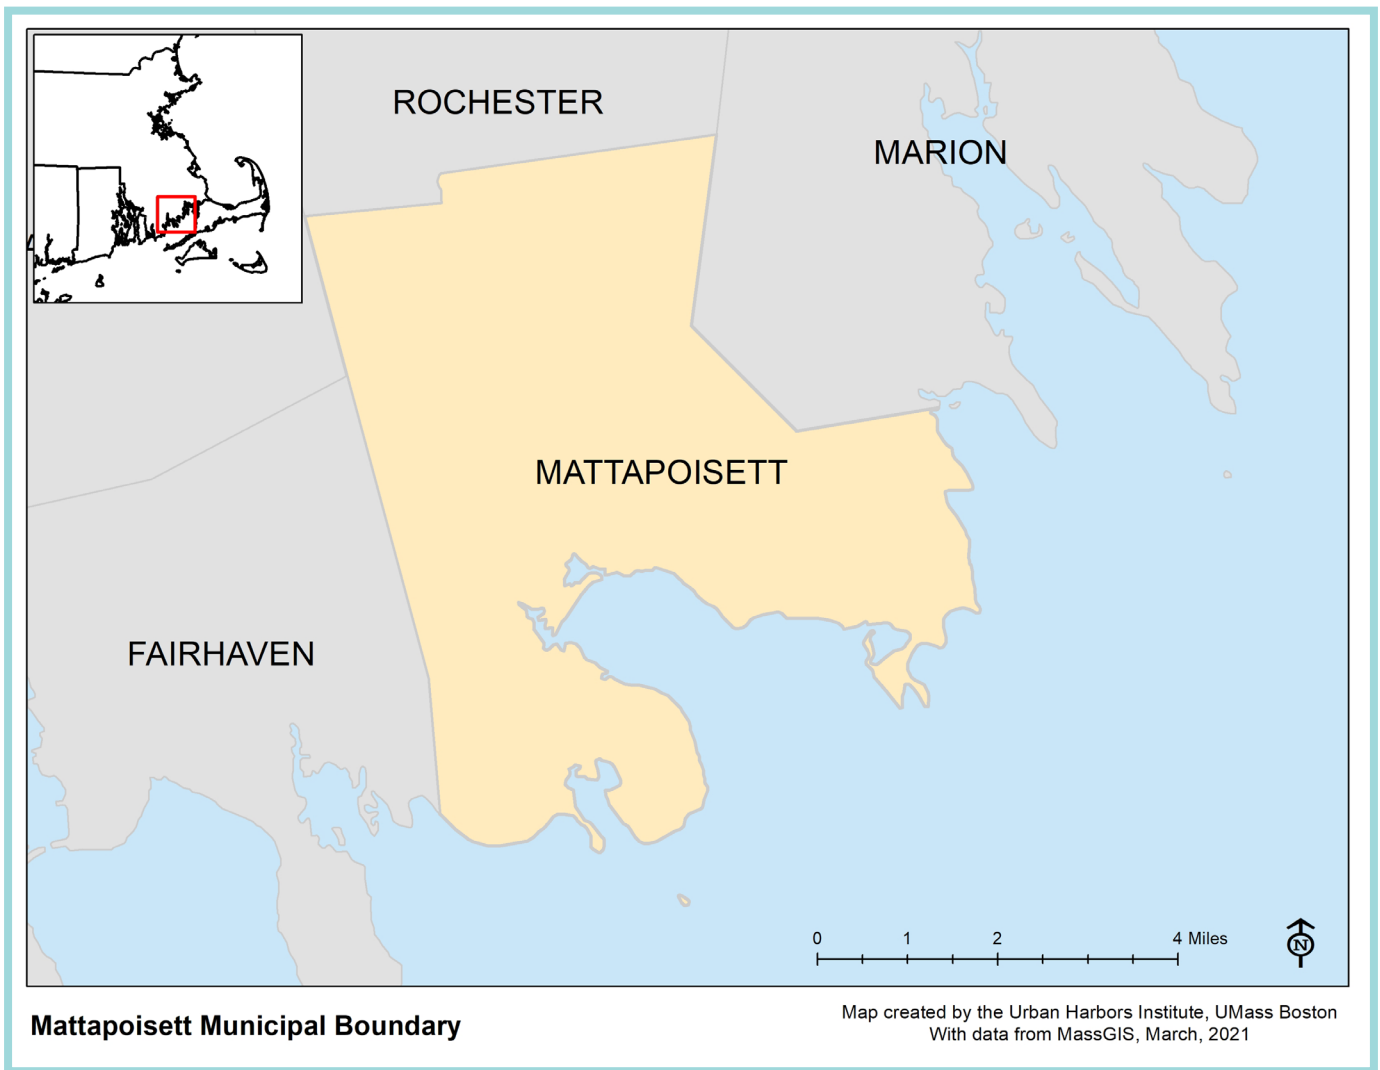 ROCHESTER
MARION
MATTAPOISETT
FAIRHAVEN
0 1 2 4 Miles
N
Mattapoisett Municipal Boundary
Map created by the Urban Harbors Institute, UMass Boston
With data from MassGIS, March, 2021